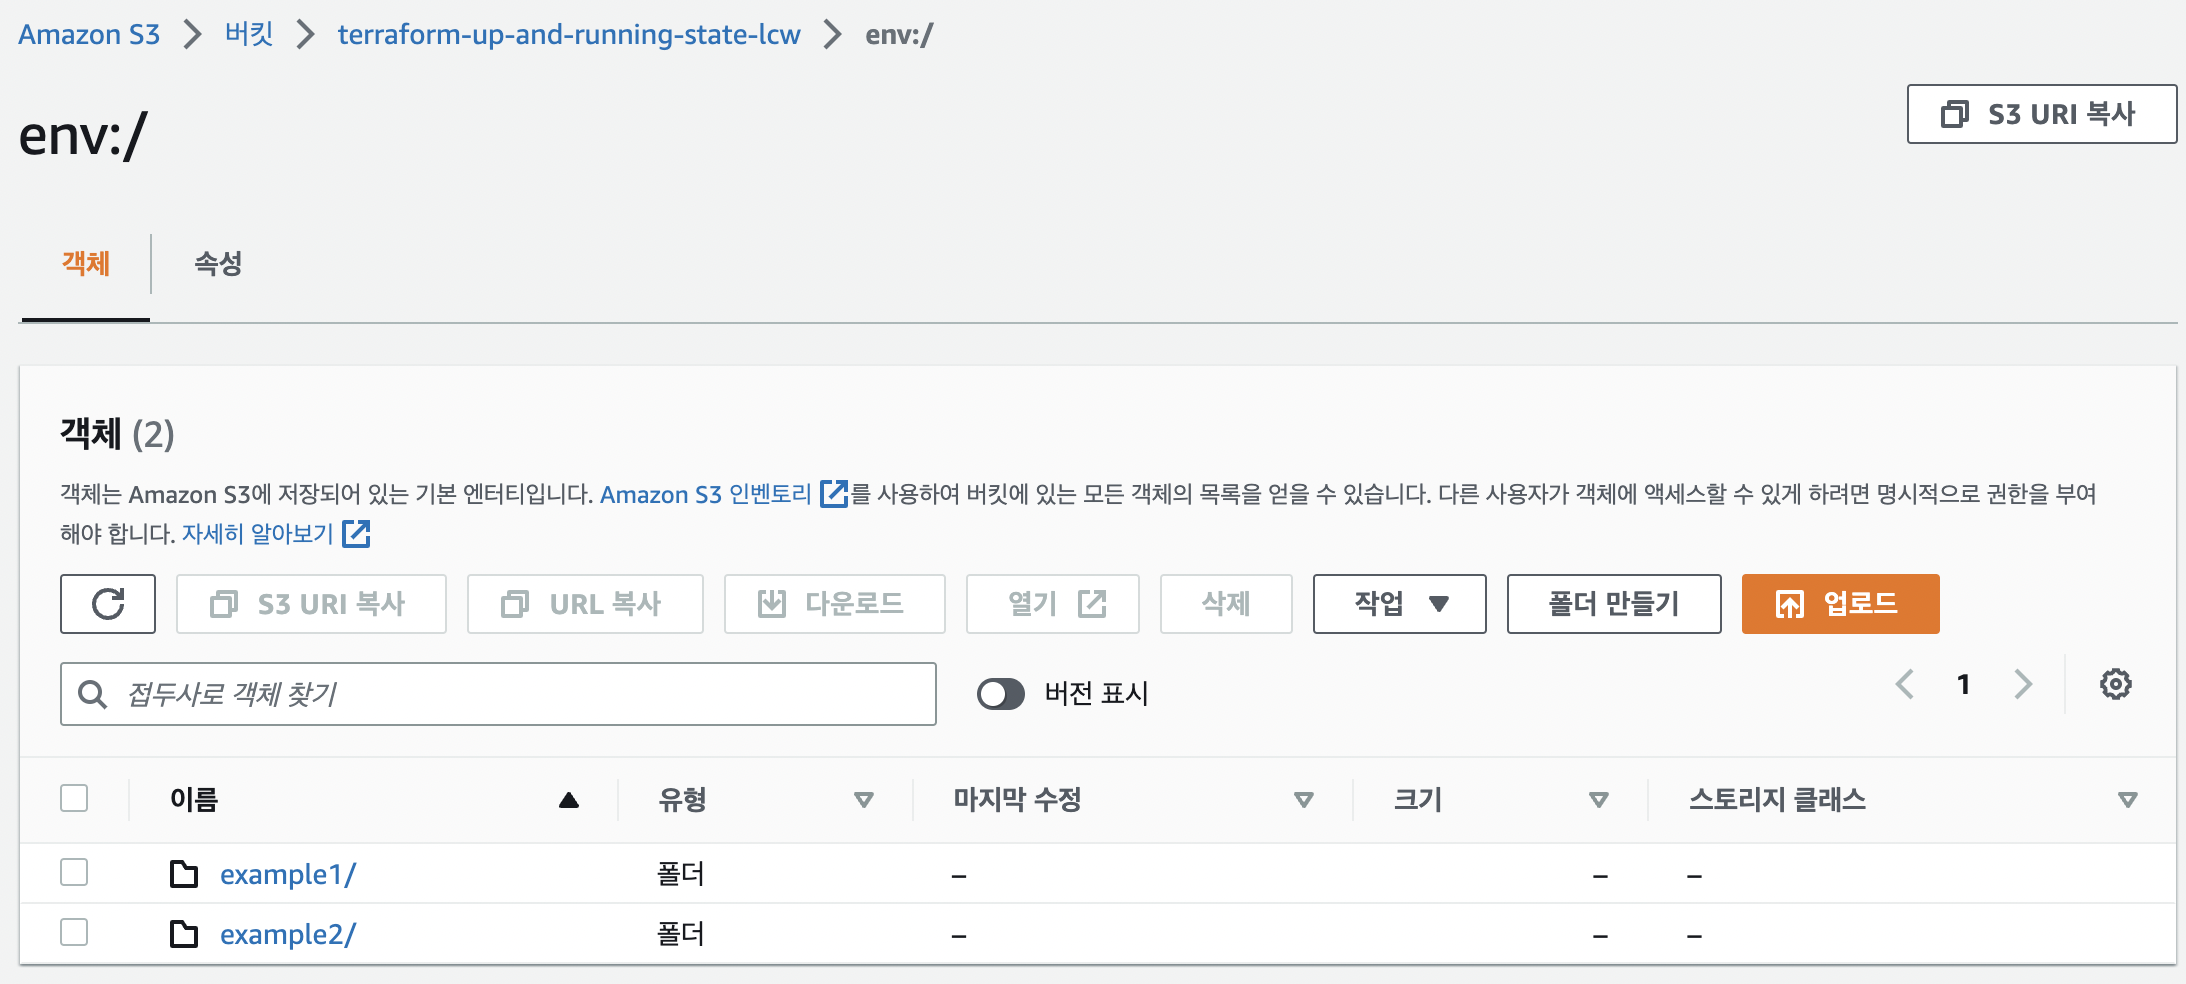 Amazon S3 > 버킷 > terraform-up-and-running-state-lcw > env:/
env:/
S3 URI 복사
객체
속성
객체 (2)
객체는 Amazon S3에 저장되어 있는 기본 엔터티입니다. Amazon S3 인벤토리 를 사용하여 버킷에 있는 모든 객체의 목록을 얻을 수 있습니다. 다른 사용자가 객체에 액세스할 수 있게 하려면 명시적으로 권한을 부여
해야 합니다. 자세히 알아보기
S3 URI 복사 URL 복사 다운로드 열기 삭제 작업 폴더 만들기 업로드
접두사로 객체 찾기 버전 표시 1
이름 유형 마지막 수정 크기 스토리지 클래스
example1/ 폴더 – – –
example2/ 폴더 – – –